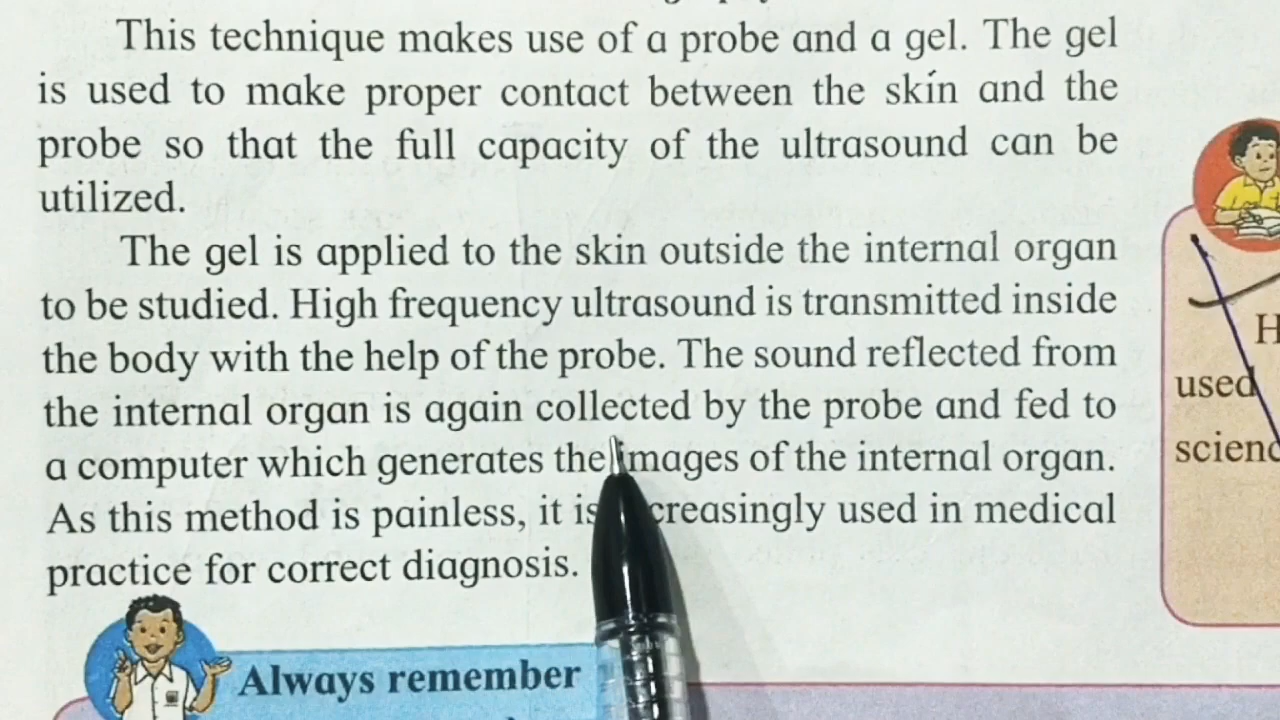 This technique makes use of a probe and a gel. The gel
is used to make proper contact between the skin and the
probe so that the full capacity of the ultrasound can be
utilized.
The gel is applied to the skin outside the internal organ
to be studied. High frequency ultrasound is transmitted inside
the body with the help of the probe. The sound reflected from
the internal organ is again collected by the probe and fed to
a computer which generates the images of the internal organ.
As this method is painless, it is increasingly used in medical
practice for correct diagnosis.
Always remember
H
used
scienc